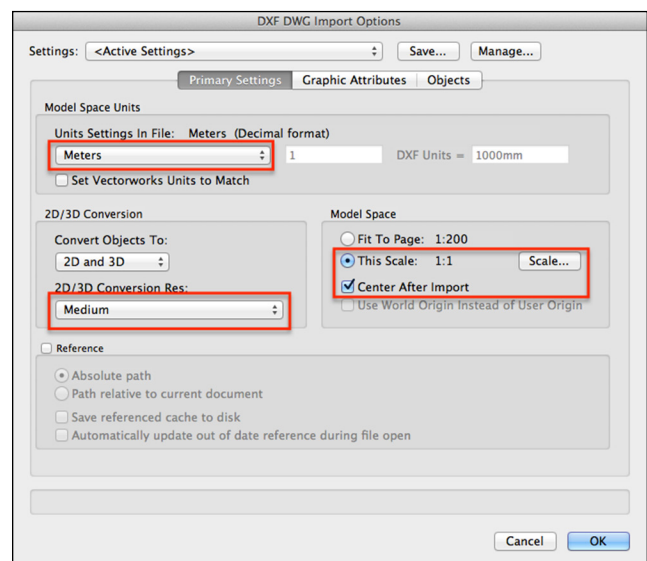 DXF DWG Import Options
Settings: <Active Settings> Save... Manage...
Primary Settings Graphic Attributes Objects
Model Space Units
Units Settings In File: Meters (Decimal format)
Meters 1 DXF Units = 1000mm
Set Vectorworks Units to Match
2D/3D Conversion
Convert Objects To:
2D and 3D
2D/3D Conversion Res:
Medium
Model Space
Fit To Page: 1:200
This Scale: 1:1 Scale...
Center After Import
Use World Origin Instead of User Origin
Reference
Absolute path
Path relative to current document
Save referenced cache to disk
Automatically update out of date reference during file open
Cancel OK